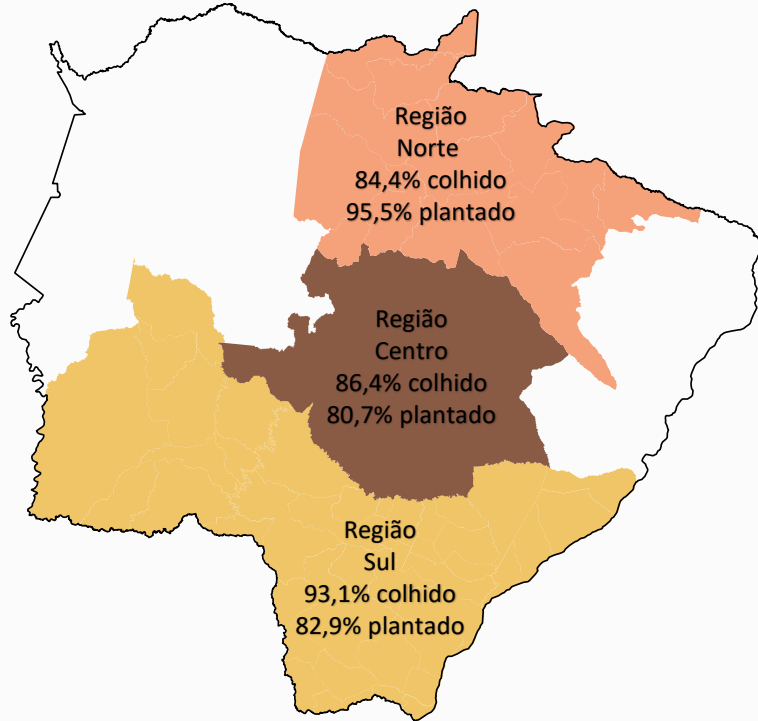 Região
Norte
84,4% colhido
95,5% plantado
Região
Centro
86,4% colhido
80,7% plantado
Região
Sul
93,1% colhido
82,9% plantado